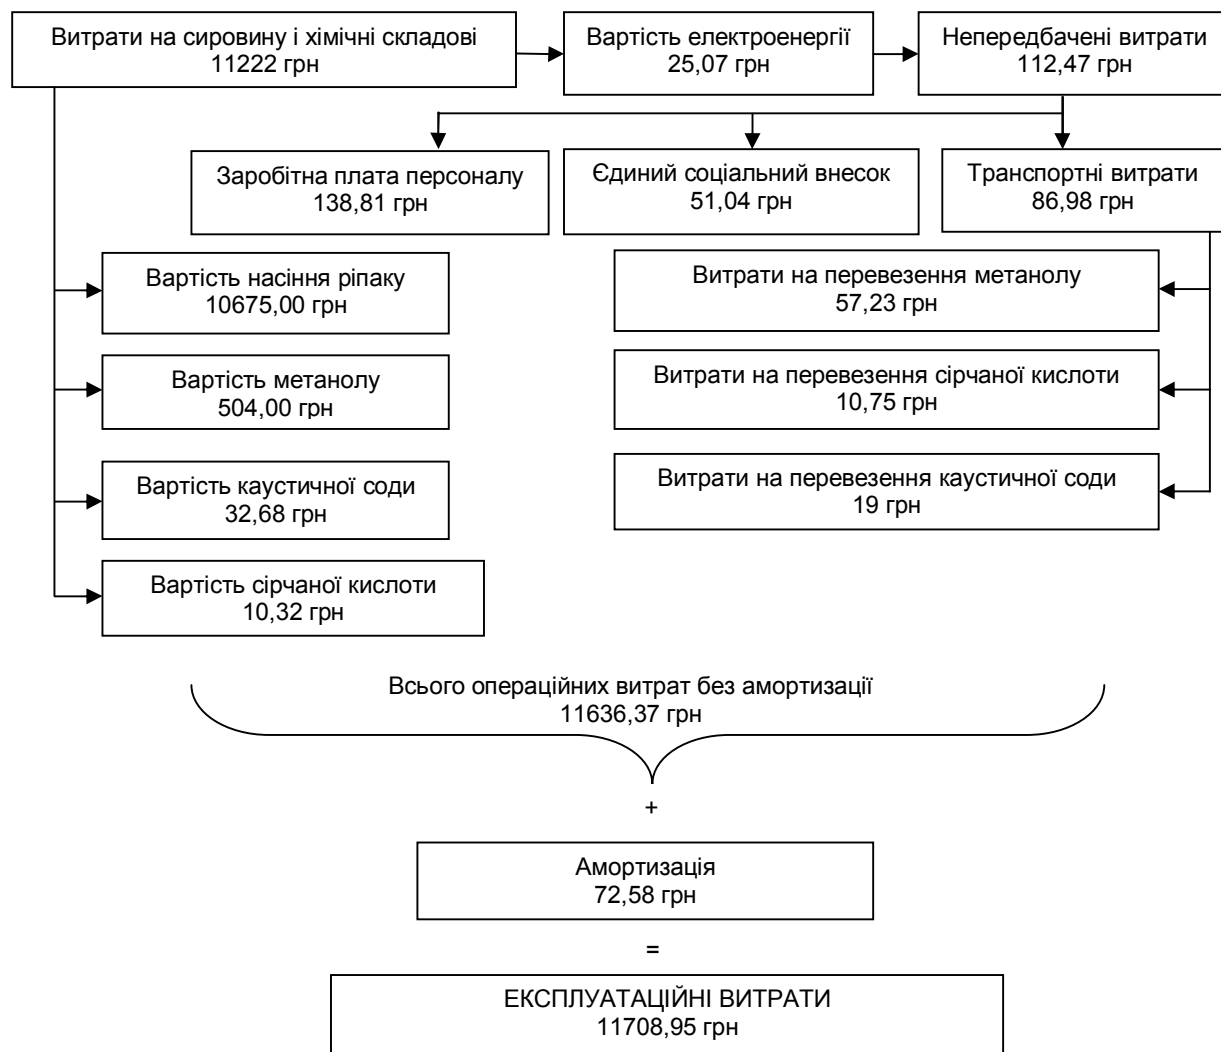 Витрати на сировину і хімічні складові
11222 грн
Вартість електроенергії
25,07 грн
Непередбачені витрати
112,47 грн
Заробітна плата персоналу
138,81 грн
Єдиний соціальний внесок
51,04 грн
Транспортні витрати
86,98 грн
Вартість насіння ріпаку
10675,00 грн
Вартість метанолу
504,00 грн
Вартість каустичної соди
32,68 грн
Вартість сірчаної кислоти
10,32 грн
Витрати на перевезення метанолу
57,23 грн
Витрати на перевезення сірчаної кислоти
10,75 грн
Витрати на перевезення каустичної соди
19 грн
Всього операційних витрат без амортизації
11636,37 грн
+
Амортизація
72,58 грн
=
ЕКСПЛУАТАЦІЙНІ ВИТРАТИ
11708,95 грн